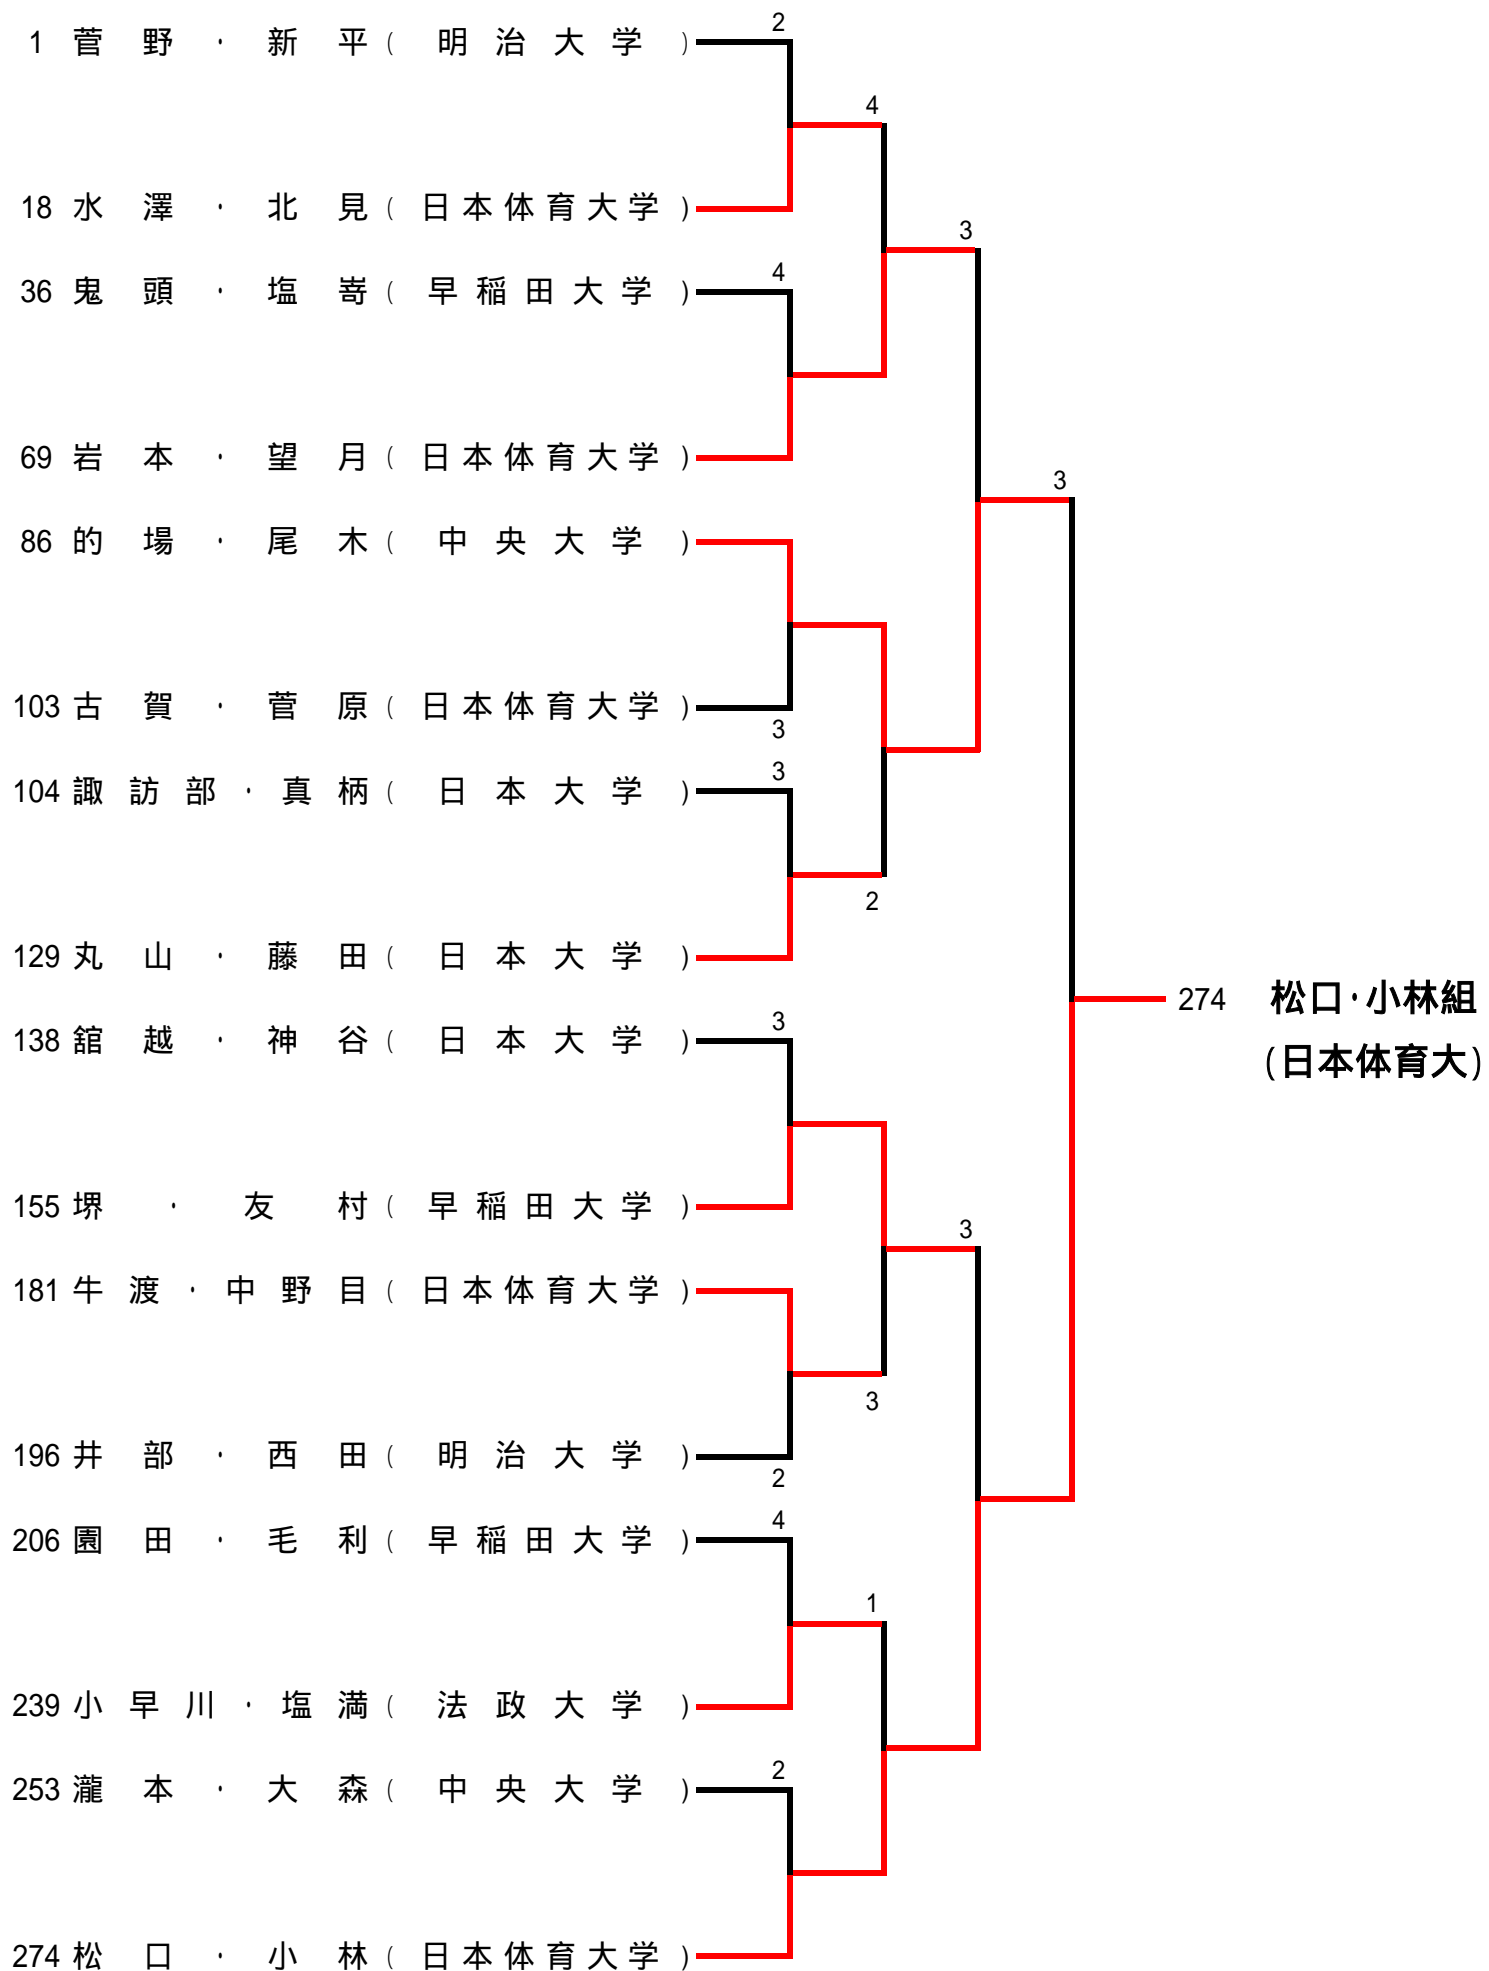 2
1 菅野・新平(明治大学)
4
18 水澤・北見(日本体育大学)
3
4
36 鬼頭・塩嵜(早稲田大学)
69 岩本・望月(日本体育大学)
3
86 的場・尾木(中央大学)
103 古賀・菅原(日本体育大学)
3
3
104 諏訪部・真柄(日本大学)
2
129 丸山・藤田(日本大学)
274 松口・小林組
(日本体育大)
3
138 舘越・神谷(日本大学)
155 堺・友村(早稲田大学)
3
181 牛渡・中野目(日本体育大学)
3
196 井部・西田(明治大学)
2
4
206 園田・毛利(早稲田大学)
1
239 小早川・塩満(法政大学)
2
253 瀧本・大森(中央大学)
274 松口・小林(日本体育大学)